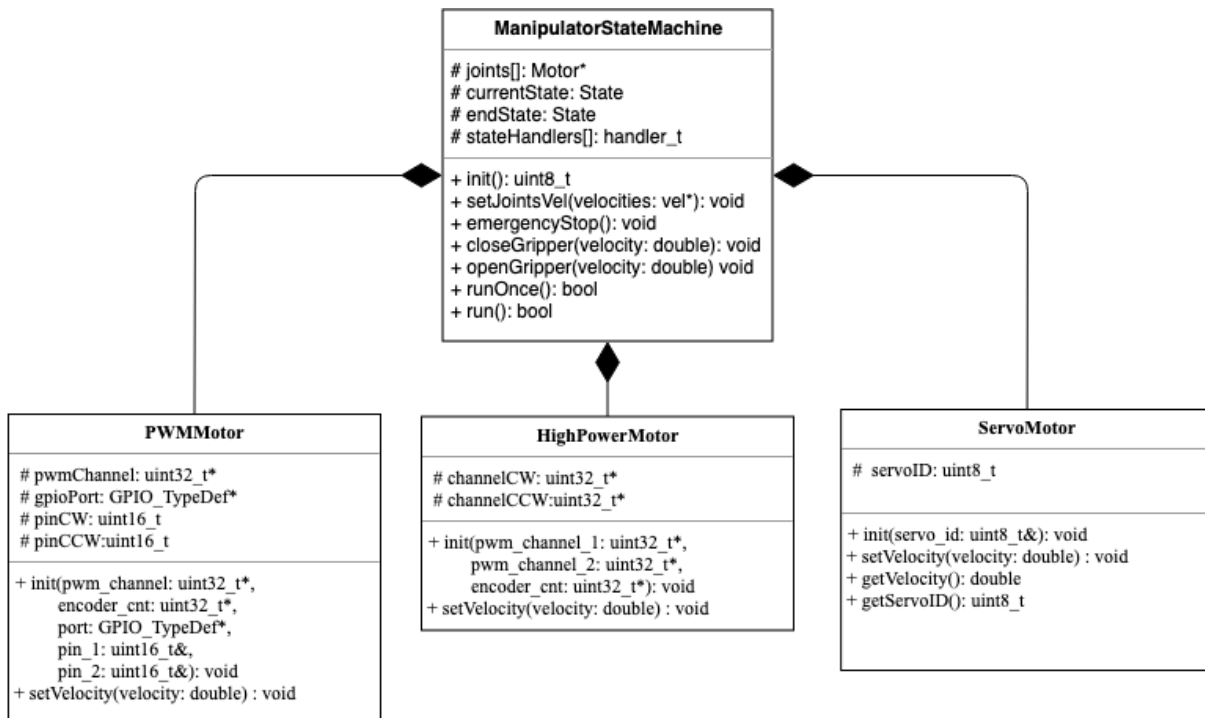 ManipulatorStateMachine
# joints[]: Motor*
# currentState: State
# endState: State
# stateHandlers[]: handler_t
+ init(): uint8_t
+ setJointsVel(velocities: vel*): void
+ emergencyStop(): void
+ closeGripper(velocity: double): void
+ openGripper(velocity: double) void
+ runOnce(): bool
+ run(): bool
PWMMotor
# pwmChannel: uint32_t*
# gpioPort: GPIO_TypeDef*
# pinCW: uint16_t
# pinCCW:uint16_t
+ init(pwm_channel: uint32_t*,
encoder_cnt: uint32_t*,
port: GPIO_TypeDef*,
pin_1: uint16_t&,
pin_2: uint16_t&): void
+ setVelocity(velocity: double) : void
HighPowerMotor
# channelCW: uint32_t*
# channelCCW:uint32_t*
+ init(pwm_channel_1: uint32_t*,
pwm_channel_2: uint32_t*,
encoder_cnt: uint32_t*): void
+ setVelocity(velocity: double) : void
ServoMotor
# servoID: uint8_t
+ init(servo_id: uint8_t&): void
+ setVelocity(velocity: double) : void
+ getVelocity(): double
+ getServoID(): uint8_t